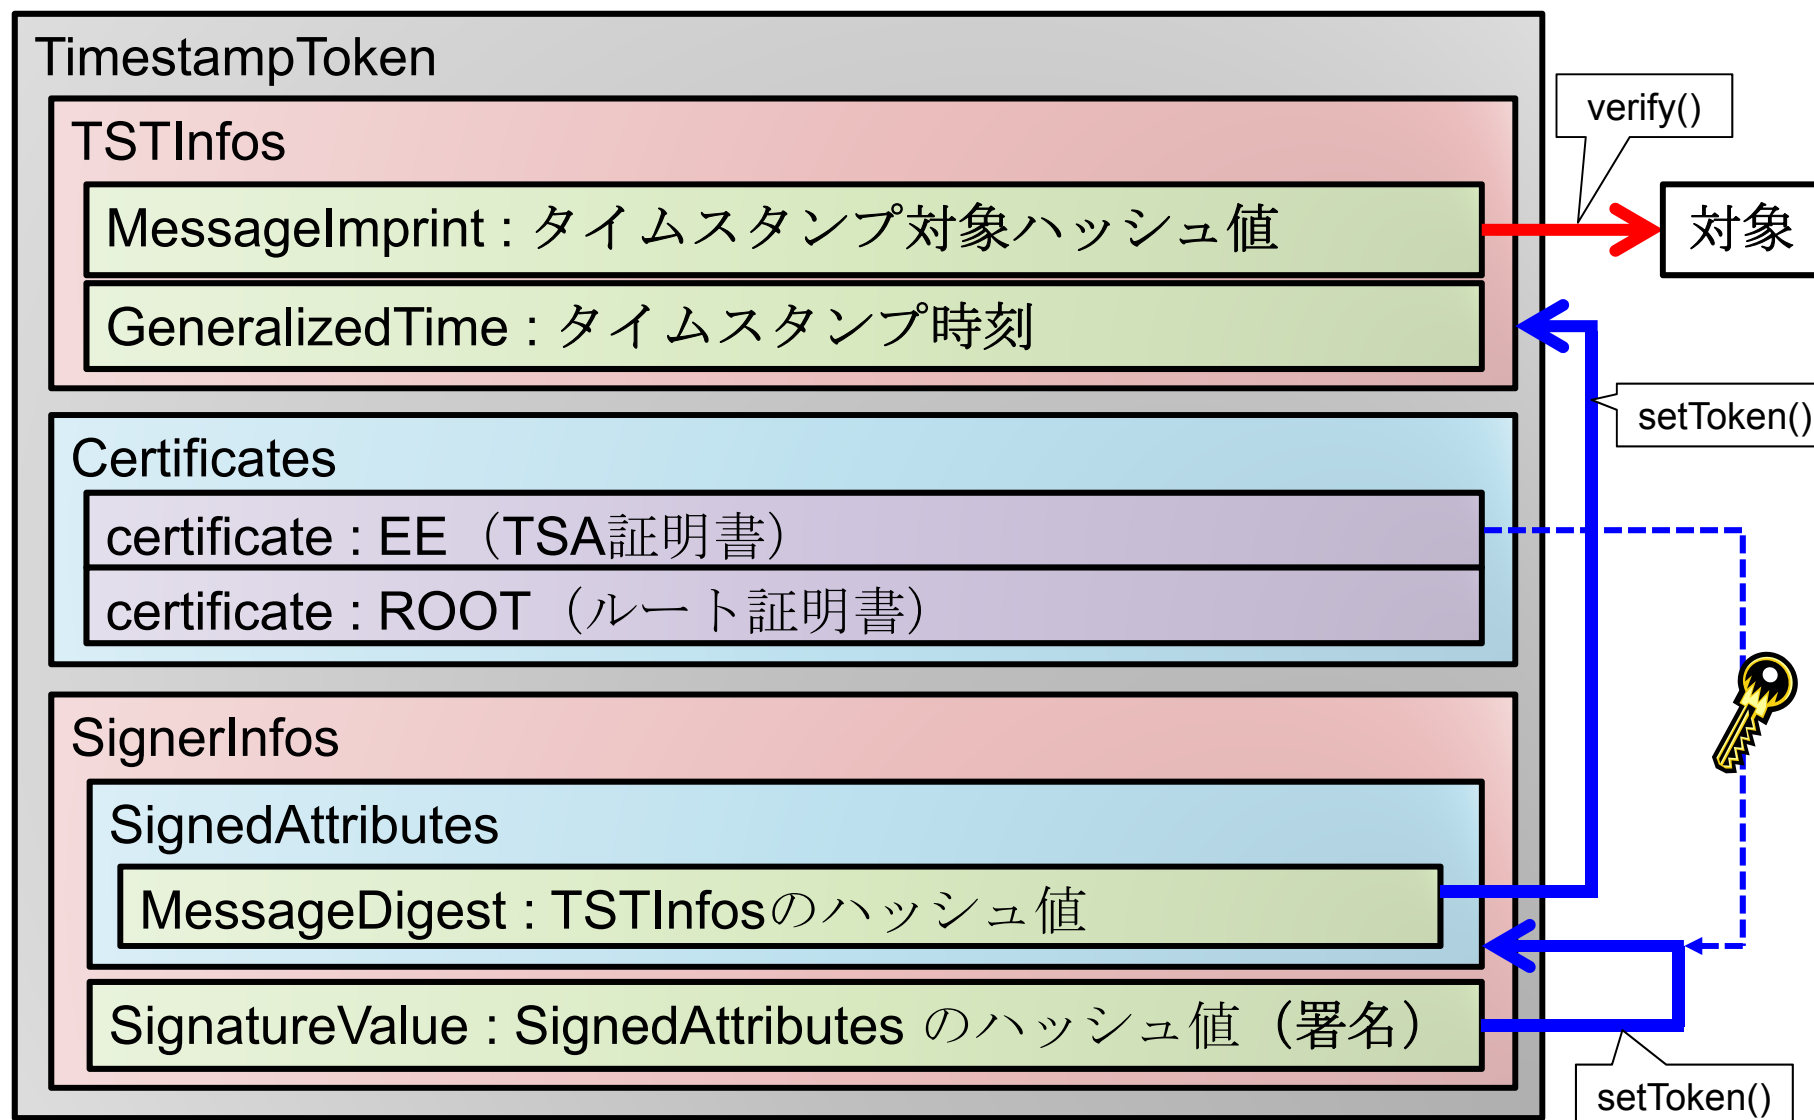 TimestampToken
TSTInfos
verify()
MessageImprint : タイムスタンプ対象ハッシュ値
対象
GeneralizedTime : タイムスタンプ時刻
setToken()
Certificates
certificate : EE（TSA証明書）
certificate : ROOT（ルート証明書）
SignerInfos
SignedAttributes
MessageDigest : TSTInfosのハッシュ値
SignatureValue : SignedAttributes のハッシュ値（署名）
setToken()